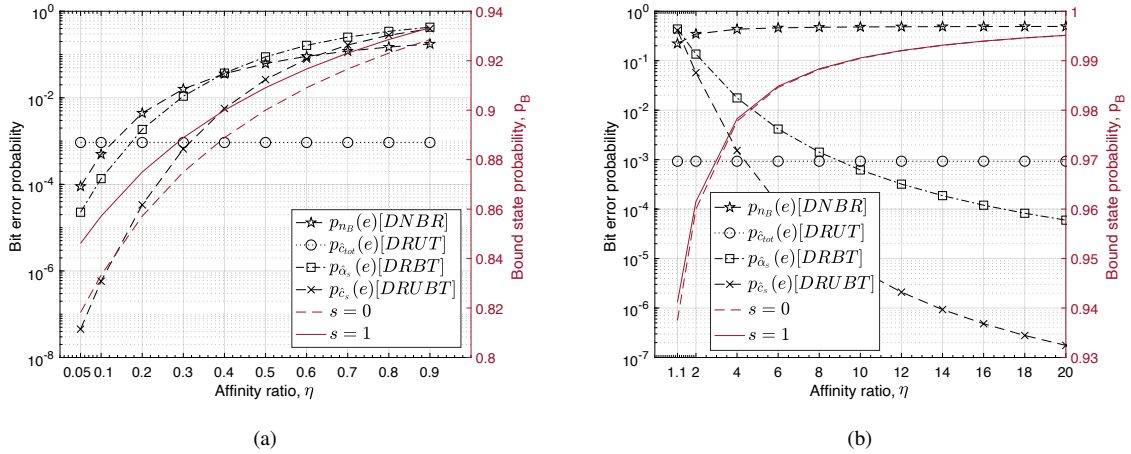 10^0
10^-2
10^-4
10^-6
10^-8
Bit error probability
0.94
0.92
0.9
0.88
0.86
0.84
0.82
0.8
Bound state probability, p_B
p_{n_B}(e)[DNBR]
p_{ĉ_{tot}}(e)[DRUT]
p_{α̂_s}(e)[DRBT]
p_{ĉ_s}(e)[DRUBT]
s = 0
s = 1
0.05 0.1 0.2 0.3 0.4 0.5 0.6 0.7 0.8 0.9
Affinity ratio, η
(a)
10^0
10^-1
10^-2
10^-3
10^-4
10^-5
10^-6
10^-7
Bit error probability
1
0.99
0.98
0.97
0.96
0.95
0.94
0.93
Bound state probability, p_B
p_{n_B}(e)[DNBR]
p_{ĉ_{tot}}(e)[DRUT]
p_{α̂_s}(e)[DRBT]
p_{ĉ_s}(e)[DRUBT]
s = 0
s = 1
1.1 2 4 6 8 10 12 14 16 18 20
Affinity ratio, η
(b)